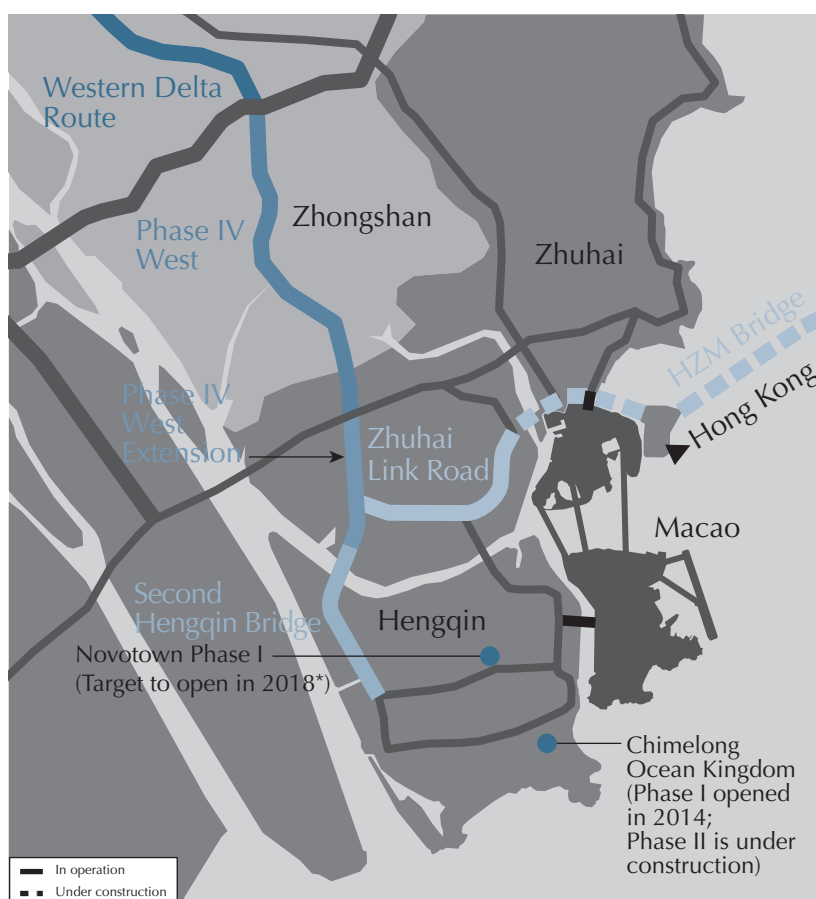 Western Delta
Route
Zhongshan
Phase IV
West
Zhuhai
HZM Bridge
Hong Kong
Phase IV
West
Extension
Zhuhai
Link Road
Macao
Second
Hengqin Bridge
Hengqin
Novotown Phase I
(Target to open in 2018*)
Chimelong
Ocean Kingdom
(Phase I opened
in 2014;
Phase II is under
construction)
In operation
Under construction